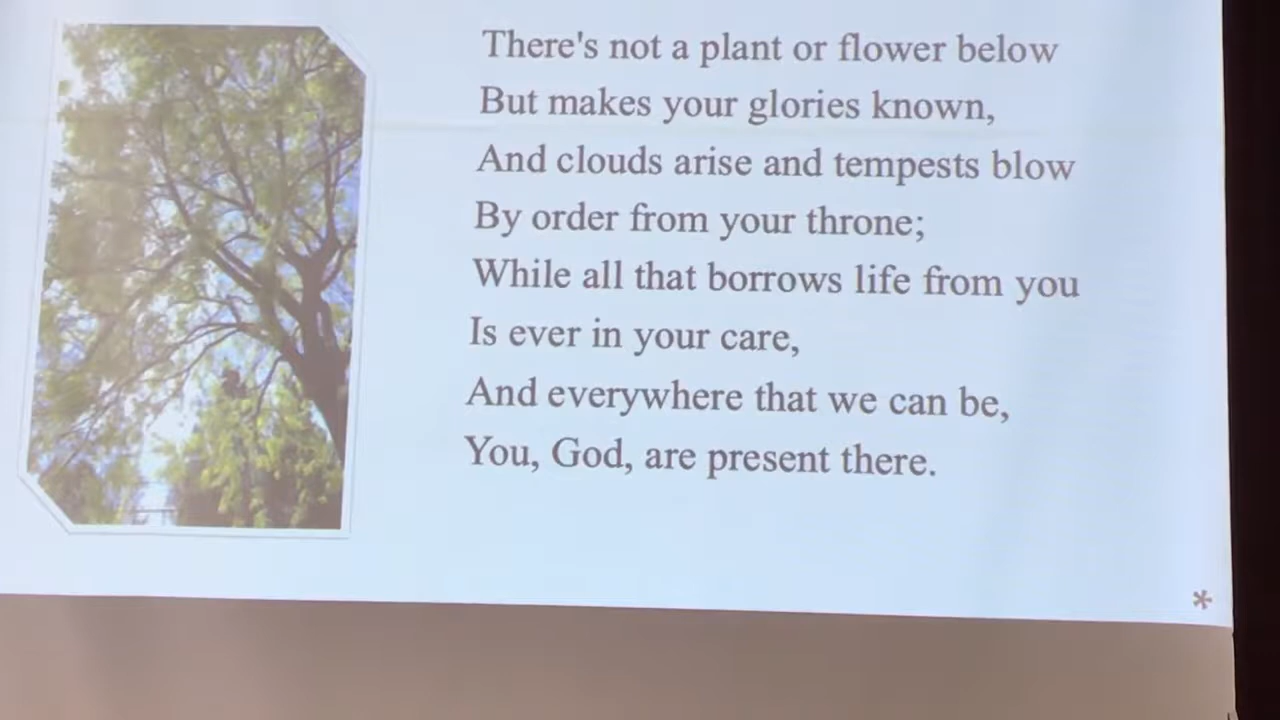 There's not a plant or flower below
But makes your glories known,
And clouds arise and tempests blow
By order from your throne;
While all that borrows life from you
Is ever in your care,
And everywhere that we can be,
You, God, are present there.
*